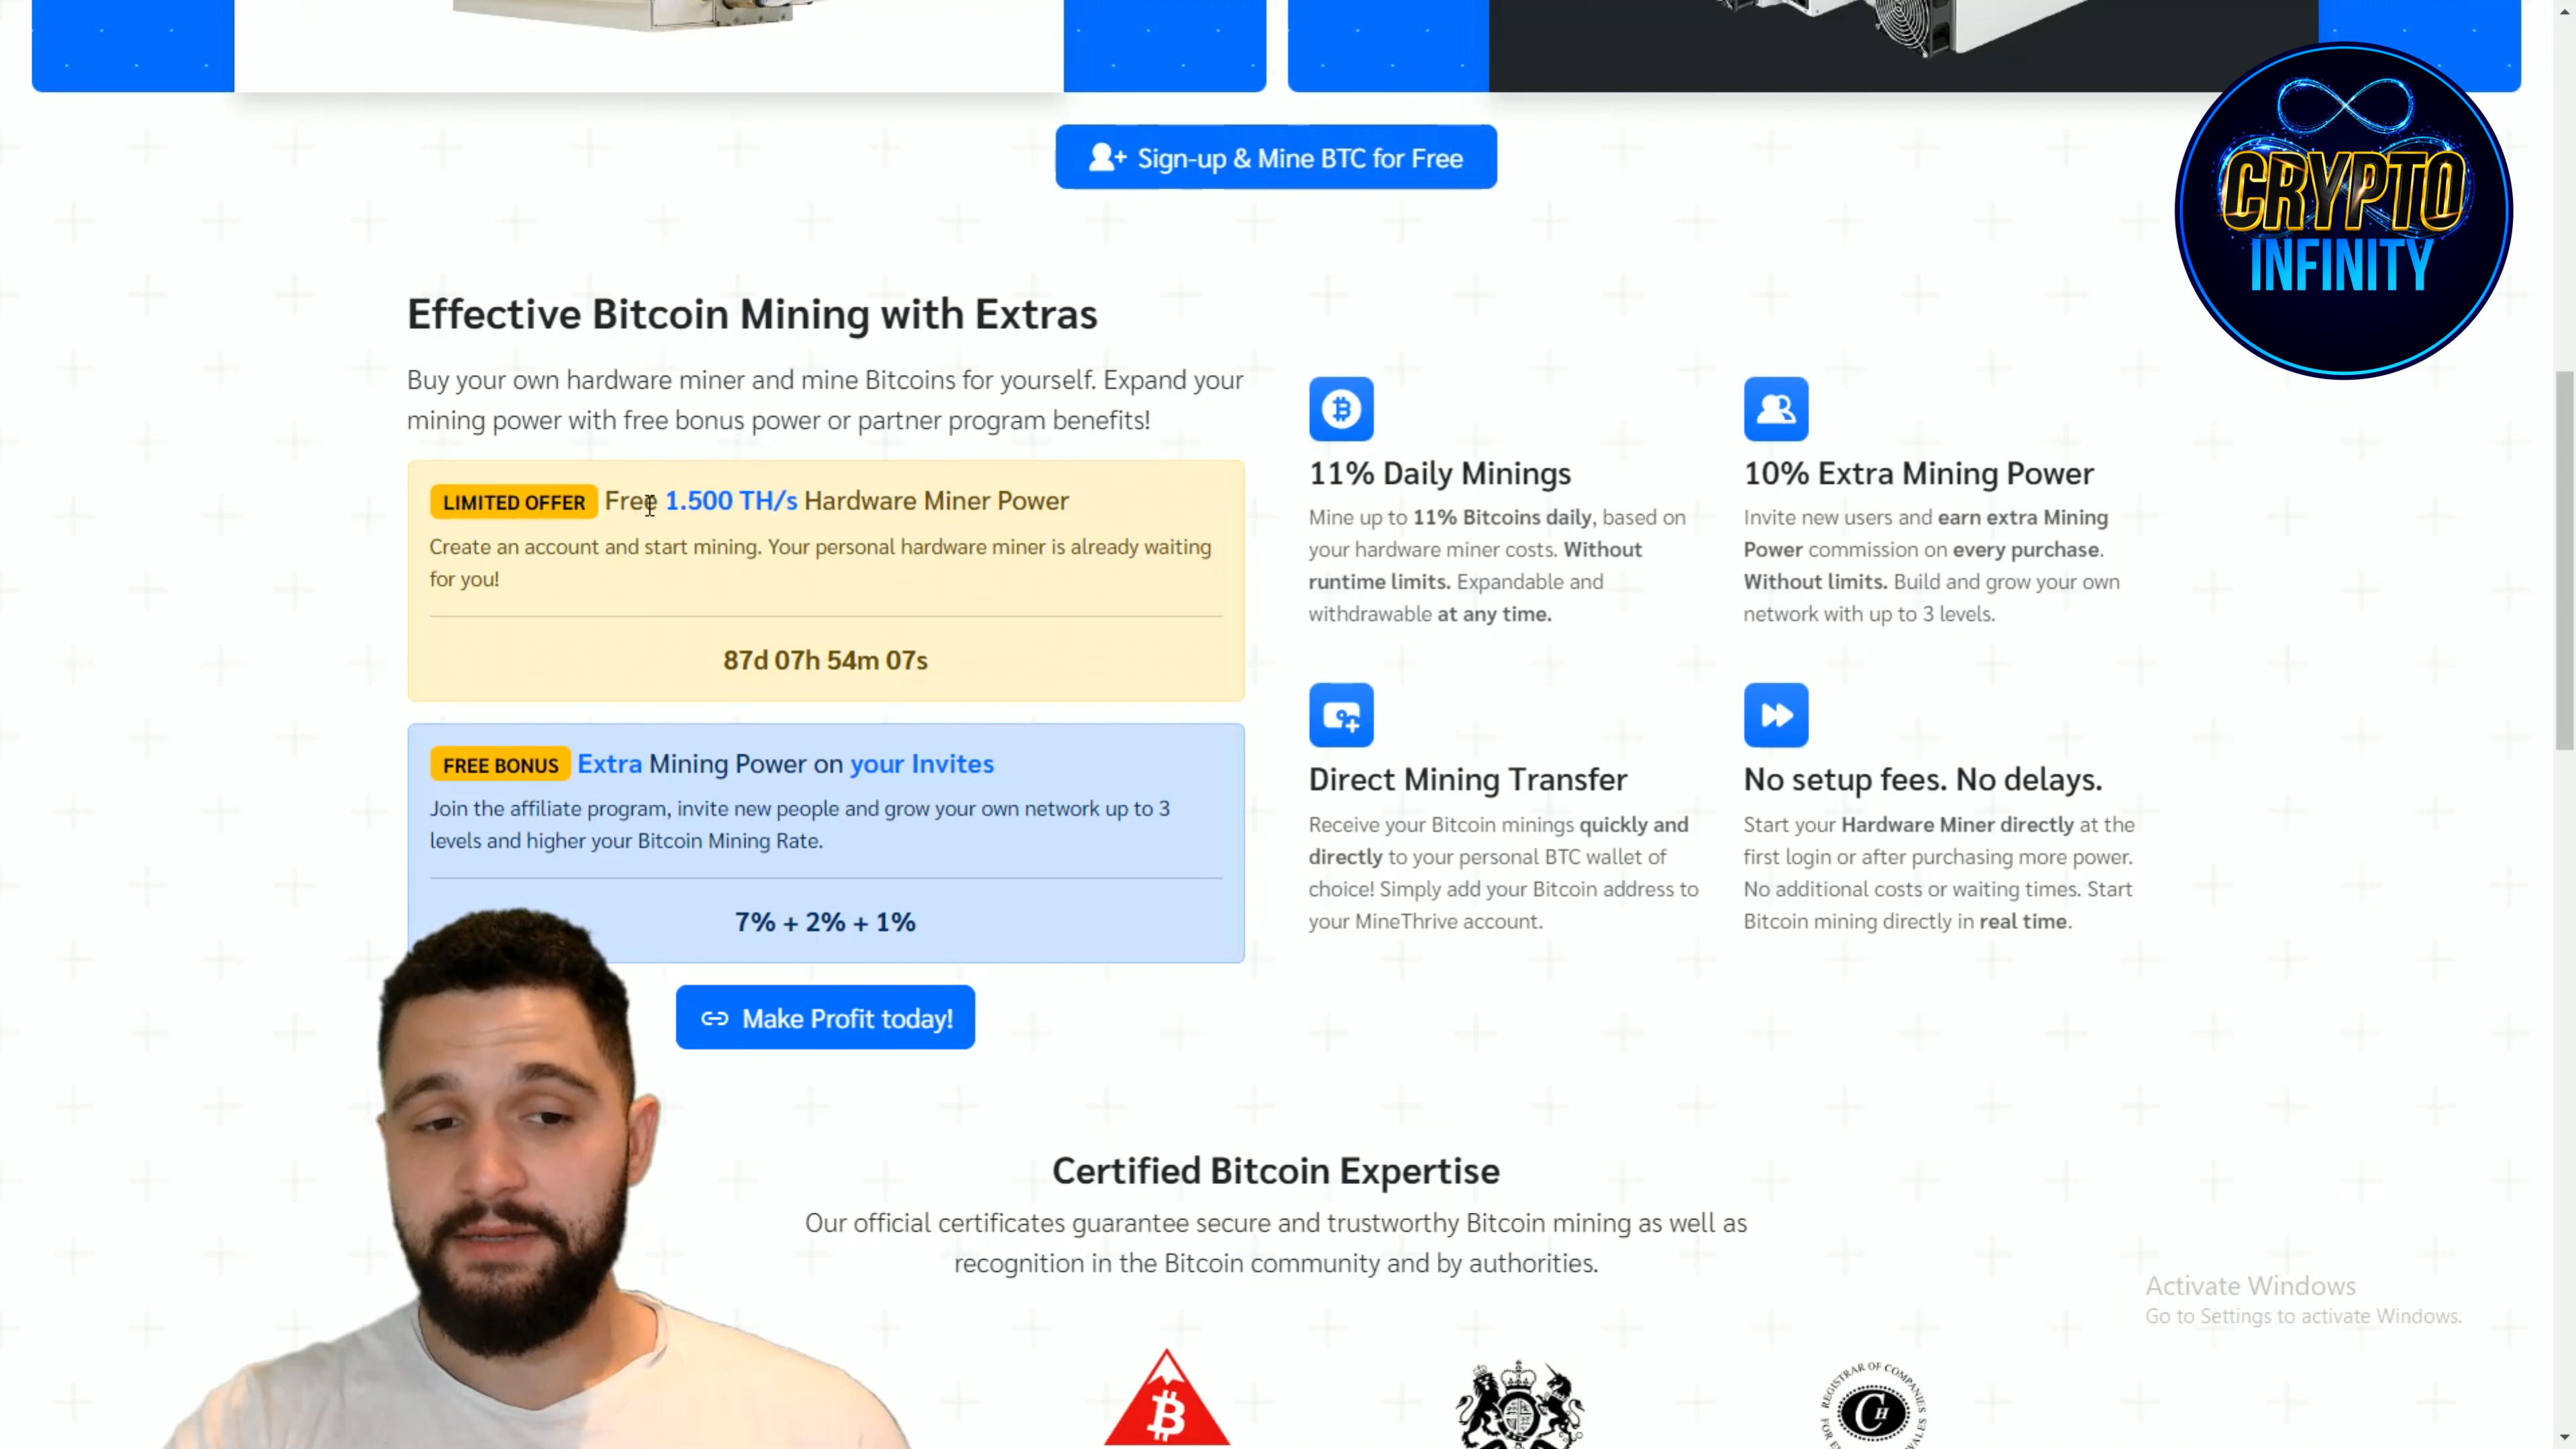 Sign-up & Mine BTC for Free
CRYPTO
INFINITY
Effective Bitcoin Mining with Extras
Buy your own hardware miner and mine Bitcoins for yourself. Expand your
mining power with free bonus power or partner program benefits!
LIMITED OFFER Free 1.500 TH/s Hardware Miner Power
Create an account and start mining. Your personal hardware miner is already waiting
for you!
87d 07h 54m 07s
FREE BONUS Extra Mining Power on your Invites
Join the affiliate program, invite new people and grow your own network up to 3
levels and higher your Bitcoin Mining Rate.
7% + 2% + 1%
Make Profit today!
11% Daily Minings
Mine up to 11% Bitcoins daily, based on
your hardware miner costs. Without
runtime limits. Expandable and
withdrawable at any time.
10% Extra Mining Power
Invite new users and earn extra Mining
Power commission on every purchase.
Without limits. Build and grow your own
network with up to 3 levels.
Direct Mining Transfer
Receive your Bitcoin minings quickly and
directly to your personal BTC wallet of
choice! Simply add your Bitcoin address to
your MineThrive account.
No setup fees. No delays.
Start your Hardware Miner directly at the
first login or after purchasing more power.
No additional costs or waiting times. Start
Bitcoin mining directly in real time.
Certified Bitcoin Expertise
Our official certificates guarantee secure and trustworthy Bitcoin mining as well as
recognition in the Bitcoin community and by authorities.
Activate Windows
Go to Settings to activate Windows.
REGISTRAR OF COMPANIES
CH